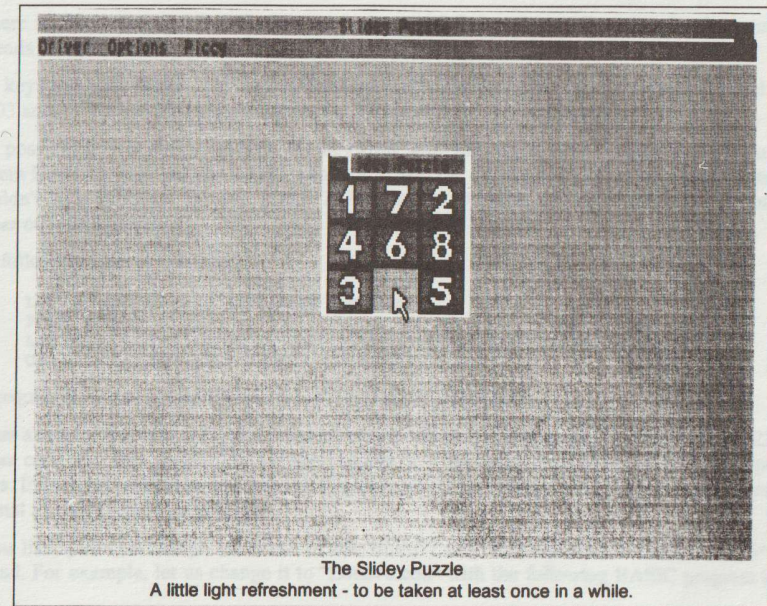 Slidey Puzzle
Driver Options Piccy
1 7 2
4 6 8
3 5
The Slidey Puzzle
A little light refreshment - to be taken at least once in a while.